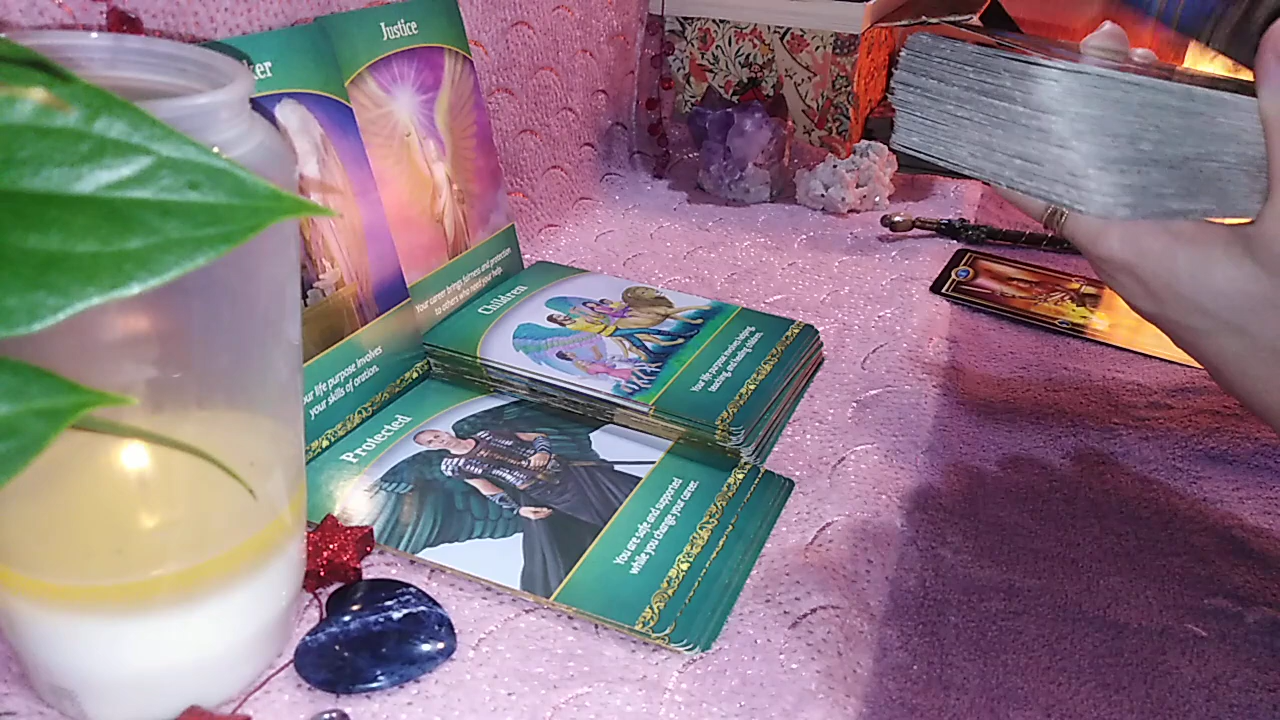 Justice
ker
Your career brings fairness and protection
to others who need your help.
our life purpose involves
your skills of oration.
Children
Your life purpose involves helping,
teaching, and healing children.
Protected
You are safe and supported
while you change your career.